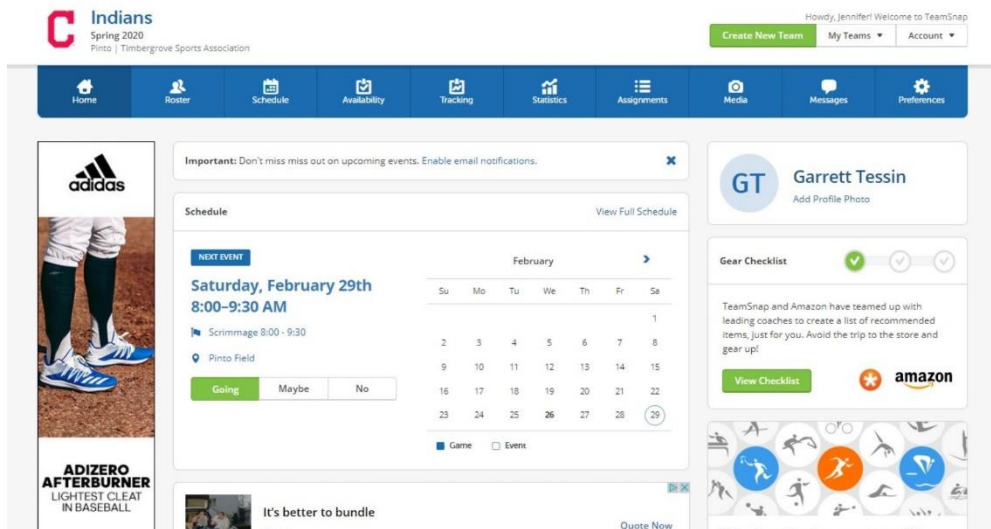 C
Indians
Spring 2020
Pinto | Timbergrove Sports Association
Howdy, Jennifer! Welcome to TeamSnap
Create New Team
My Teams
Account
Home
Roster
Schedule
Availability
Tracking
Statistics
Assignments
Media
Messages
Preferences
adidas
ADIZERO
AFTERBURNER
LIGHTEST CLEAT
IN BASEBALL
Important: Don't miss miss out on upcoming events. Enable email notifications.
Schedule
View Full Schedule
NEXT EVENT
Saturday, February 29th
8:00–9:30 AM
Scrimmage 8:00 - 9:30
Pinto Field
Going Maybe No
February
Su Mo Tu We Th Fr Sa
1
2 3 4 5 6 7 8
9 10 11 12 13 14 15
16 17 18 19 20 21 22
23 24 25 26 27 28 29
Game Event
It's better to bundle
Quote Now
GT
Garrett Tessin
Add Profile Photo
Gear Checklist
TeamSnap and Amazon have teamed up with
leading coaches to create a list of recommended
items, just for you. Avoid the trip to the store and
gear up!
View Checklist
amazon